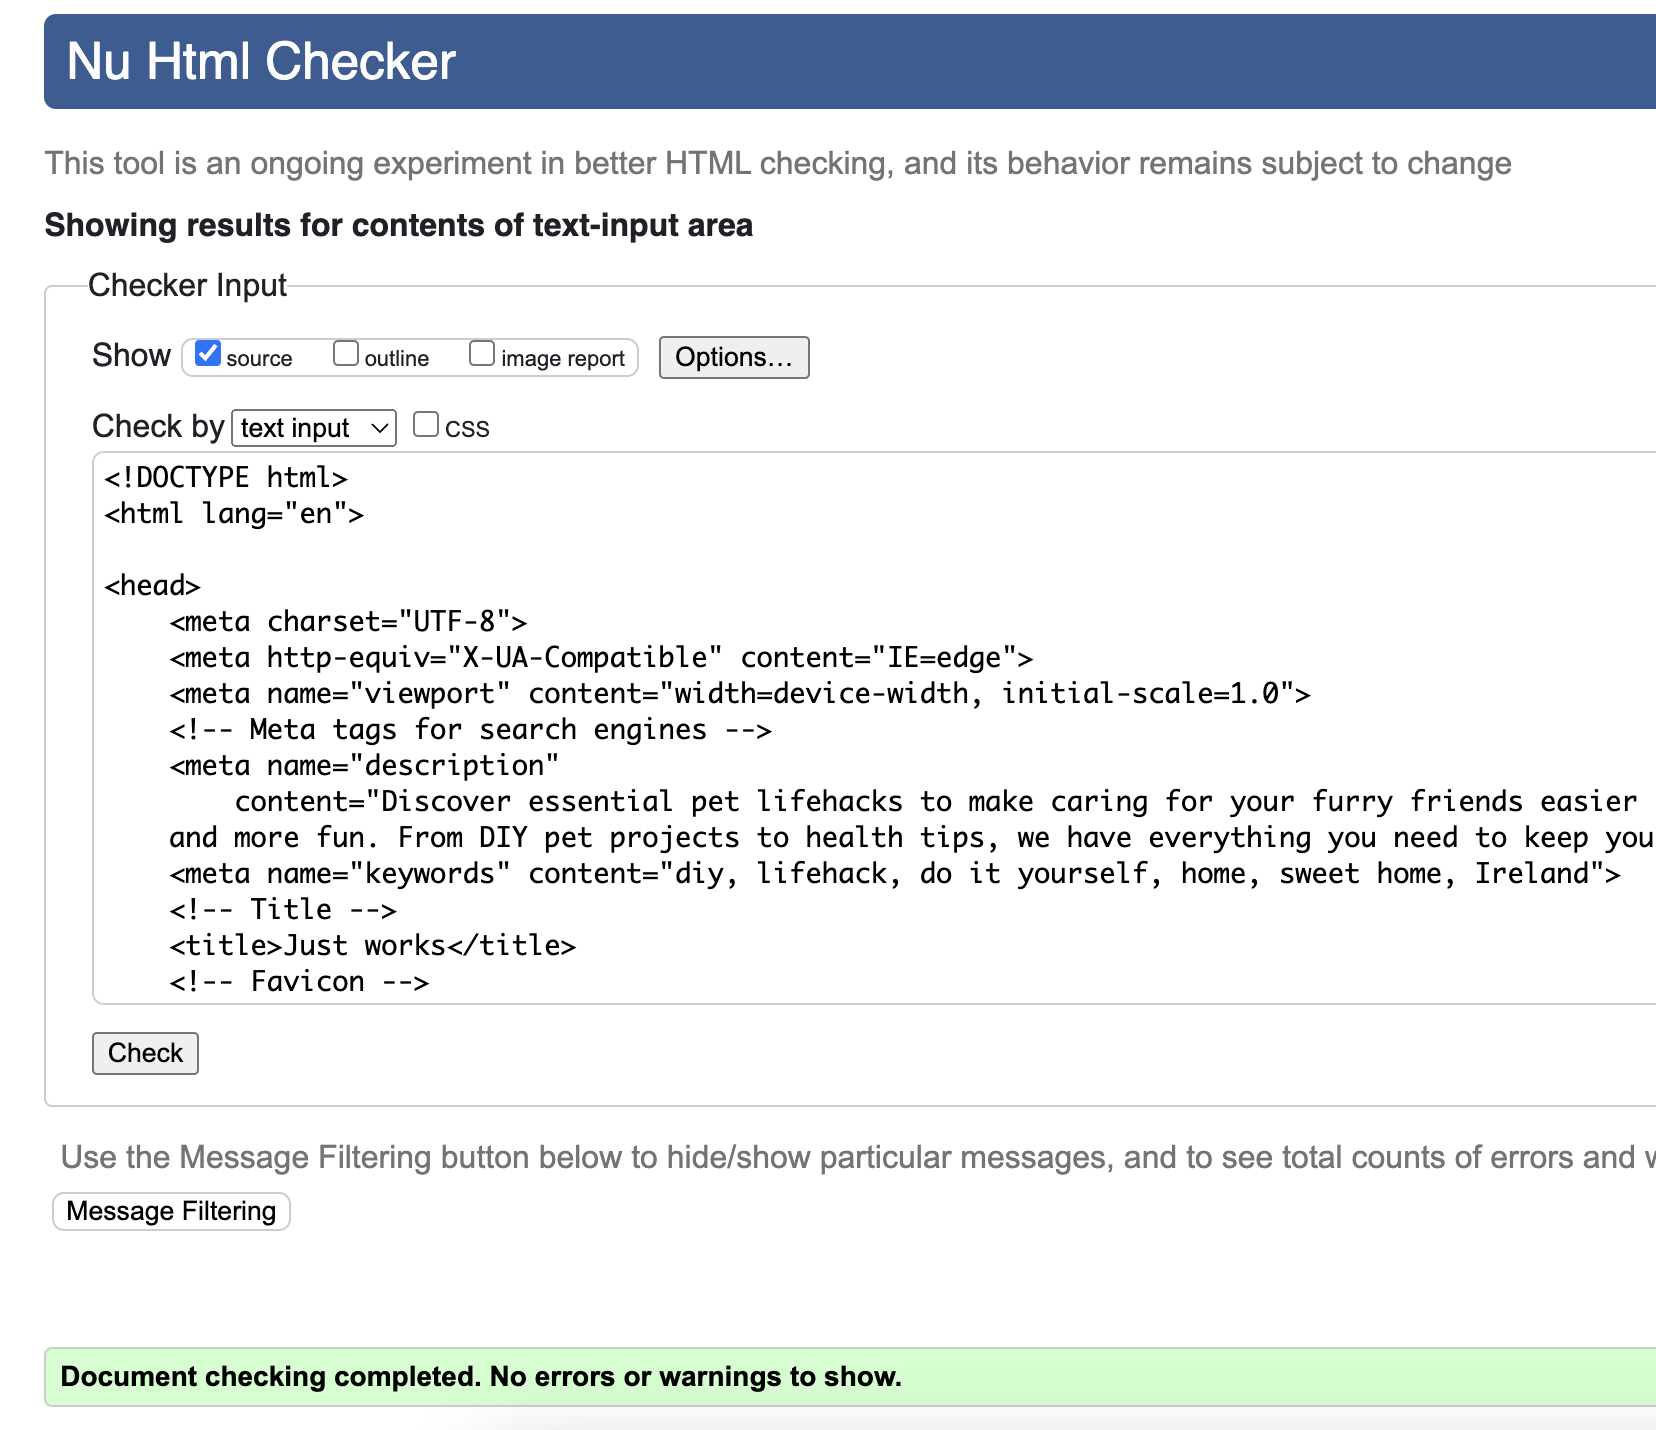 Nu Html Checker
This tool is an ongoing experiment in better HTML checking, and its behavior remains subject to change
Showing results for contents of text-input area
Checker Input
Show source outline image report Options...
Check by text input css
<!DOCTYPE html>
<html lang="en">
<head>
<meta charset="UTF-8">
<meta http-equiv="X-UA-Compatible" content="IE=edge">
<meta name="viewport" content="width=device-width, initial-scale=1.0">
<!-- Meta tags for search engines -->
<meta name="description"
content="Discover essential pet lifehacks to make caring for your furry friends easier
and more fun. From DIY pet projects to health tips, we have everything you need to keep you
<meta name="keywords" content="diy, lifehack, do it yourself, home, sweet home, Ireland">
<!-- Title -->
<title>Just works</title>
<!-- Favicon -->
Check
Use the Message Filtering button below to hide/show particular messages, and to see total counts of errors and
Message Filtering
Document checking completed. No errors or warnings to show.